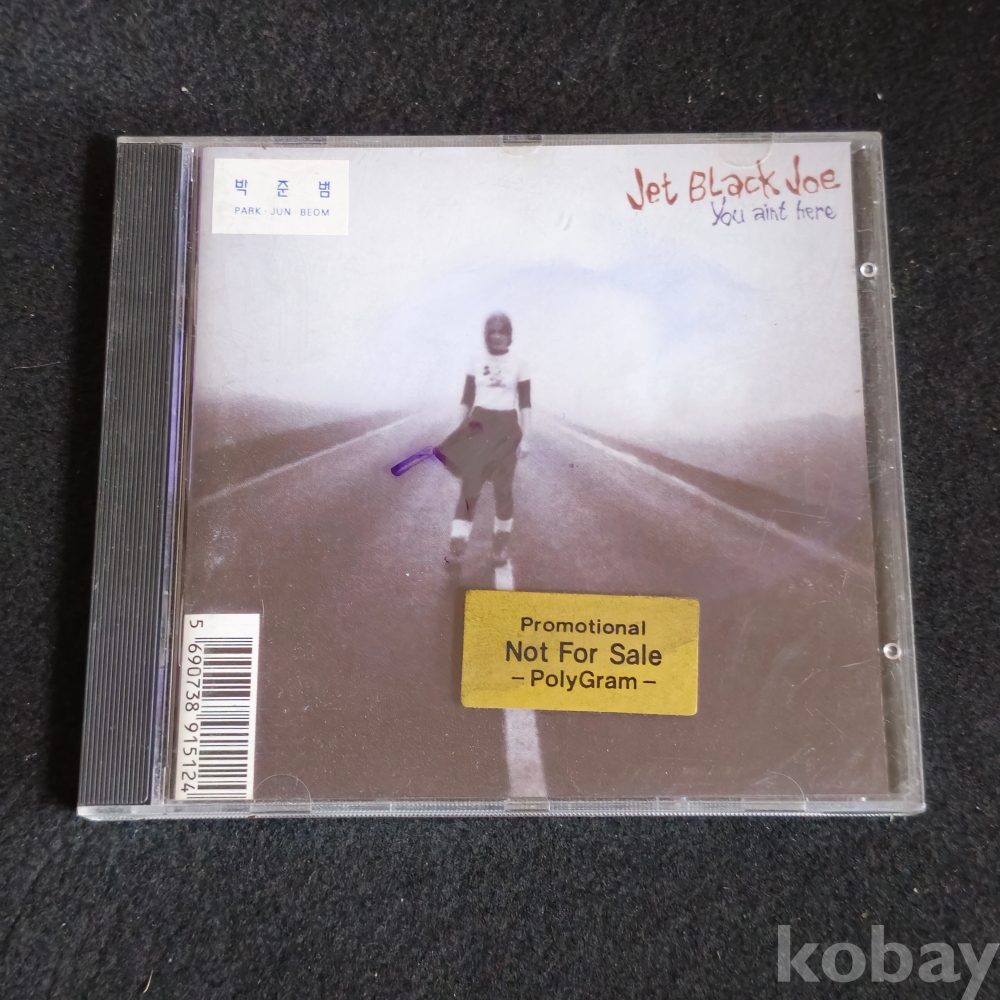 박 준 범
PARK-JUN BEOM
Jet BLack Joe
You aint here
Promotional
Not For Sale
– PolyGram –
5 690738 915124
kobay